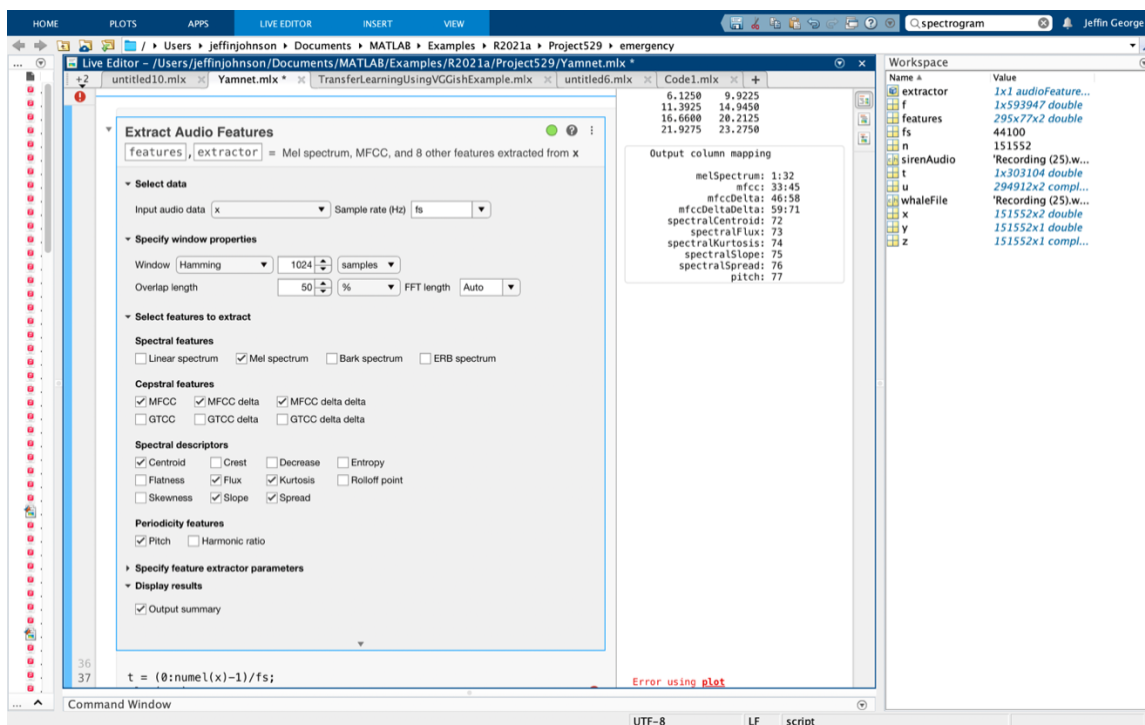 HOME PLOTS APPS LIVE EDITOR INSERT VIEW spectrogram Jeffin George
/ Users jeffinjohnson Documents MATLAB Examples R2021a Project529 emergency
... Live Editor - /Users/jeffinjohnson/Documents/MATLAB/Examples/R2021a/Project529/Yamnet.mlx *
+2 untitled10.mlx Yamnet.mlx * TransferLearningUsingVGGishExample.mlx untitled6.mlx Code1.mlx +
Extract Audio Features
features , extractor = Mel spectrum, MFCC, and 8 other features extracted from x
Select data
Input audio data x Sample rate (Hz) fs
Specify window properties
Window Hamming 1024 samples
Overlap length 50 % FFT length Auto
Select features to extract
Spectral features
Linear spectrum Mel spectrum Bark spectrum ERB spectrum
Cepstral features
MFCC MFCC delta MFCC delta delta
GTCC GTCC delta GTCC delta delta
Spectral descriptors
Centroid Crest Decrease Entropy
Flatness Flux Kurtosis Rolloff point
Skewness Slope Spread
Periodicity features
Pitch Harmonic ratio
Specify feature extractor parameters
Display results
Output summary
36
37 t = (0:numel(x)-1)/fs;
6.1250 9.9225
11.3925 14.9450
16.6600 20.2125
21.9275 23.2750
Output column mapping
melSpectrum: 1:32
mfcc: 33:45
mfccDelta: 46:58
mfccDeltaDelta: 59:71
spectralCentroid: 72
spectralFlux: 73
spectralKurtosis: 74
spectralSlope: 75
spectralSpread: 76
pitch: 77
Error using plot
Workspace
Name Value
extractor 1x1 audioFeature...
f 1x593947 double
features 295x77x2 double
fs 44100
n 151552
sirenAudio 'Recording (25).w...
t 1x303104 double
u 294912x2 compl...
whaleFile 'Recording (25).w...
x 151552x2 double
y 151552x1 double
z 151552x1 compl...
... Command Window
UTF-8 LF script